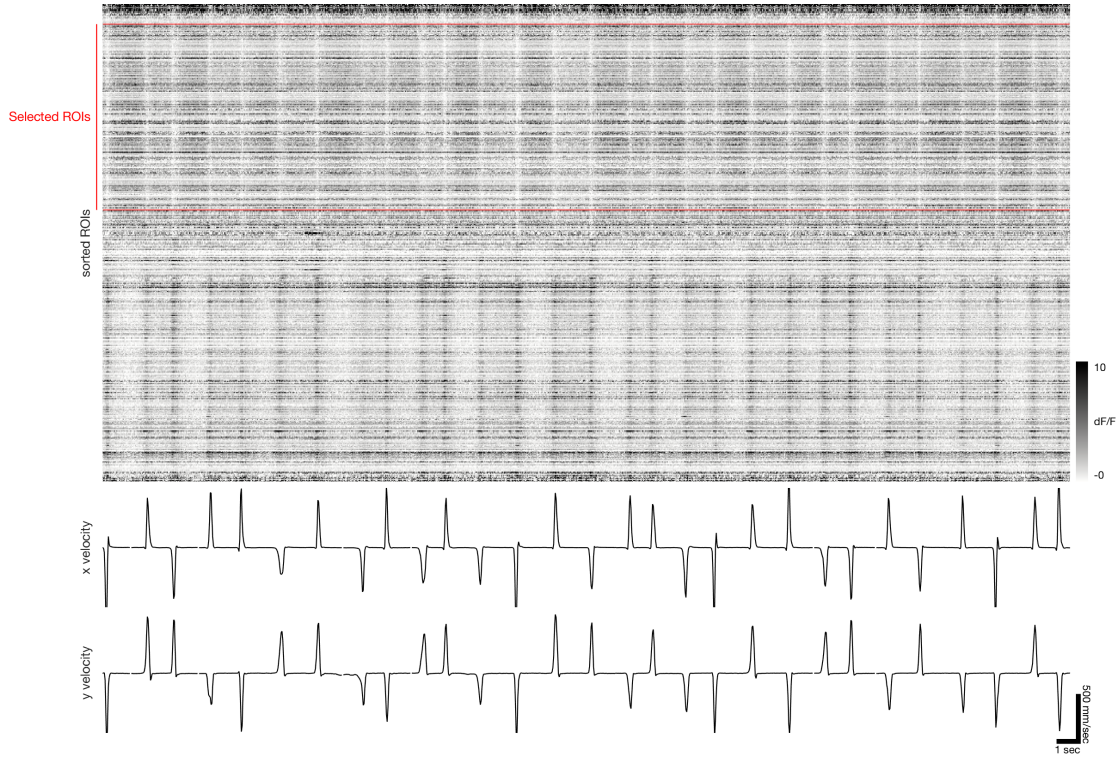 Selected ROIs
sorted ROIs
10
dF/F
-0
x velocity
y velocity
500 mm/sec
1 sec